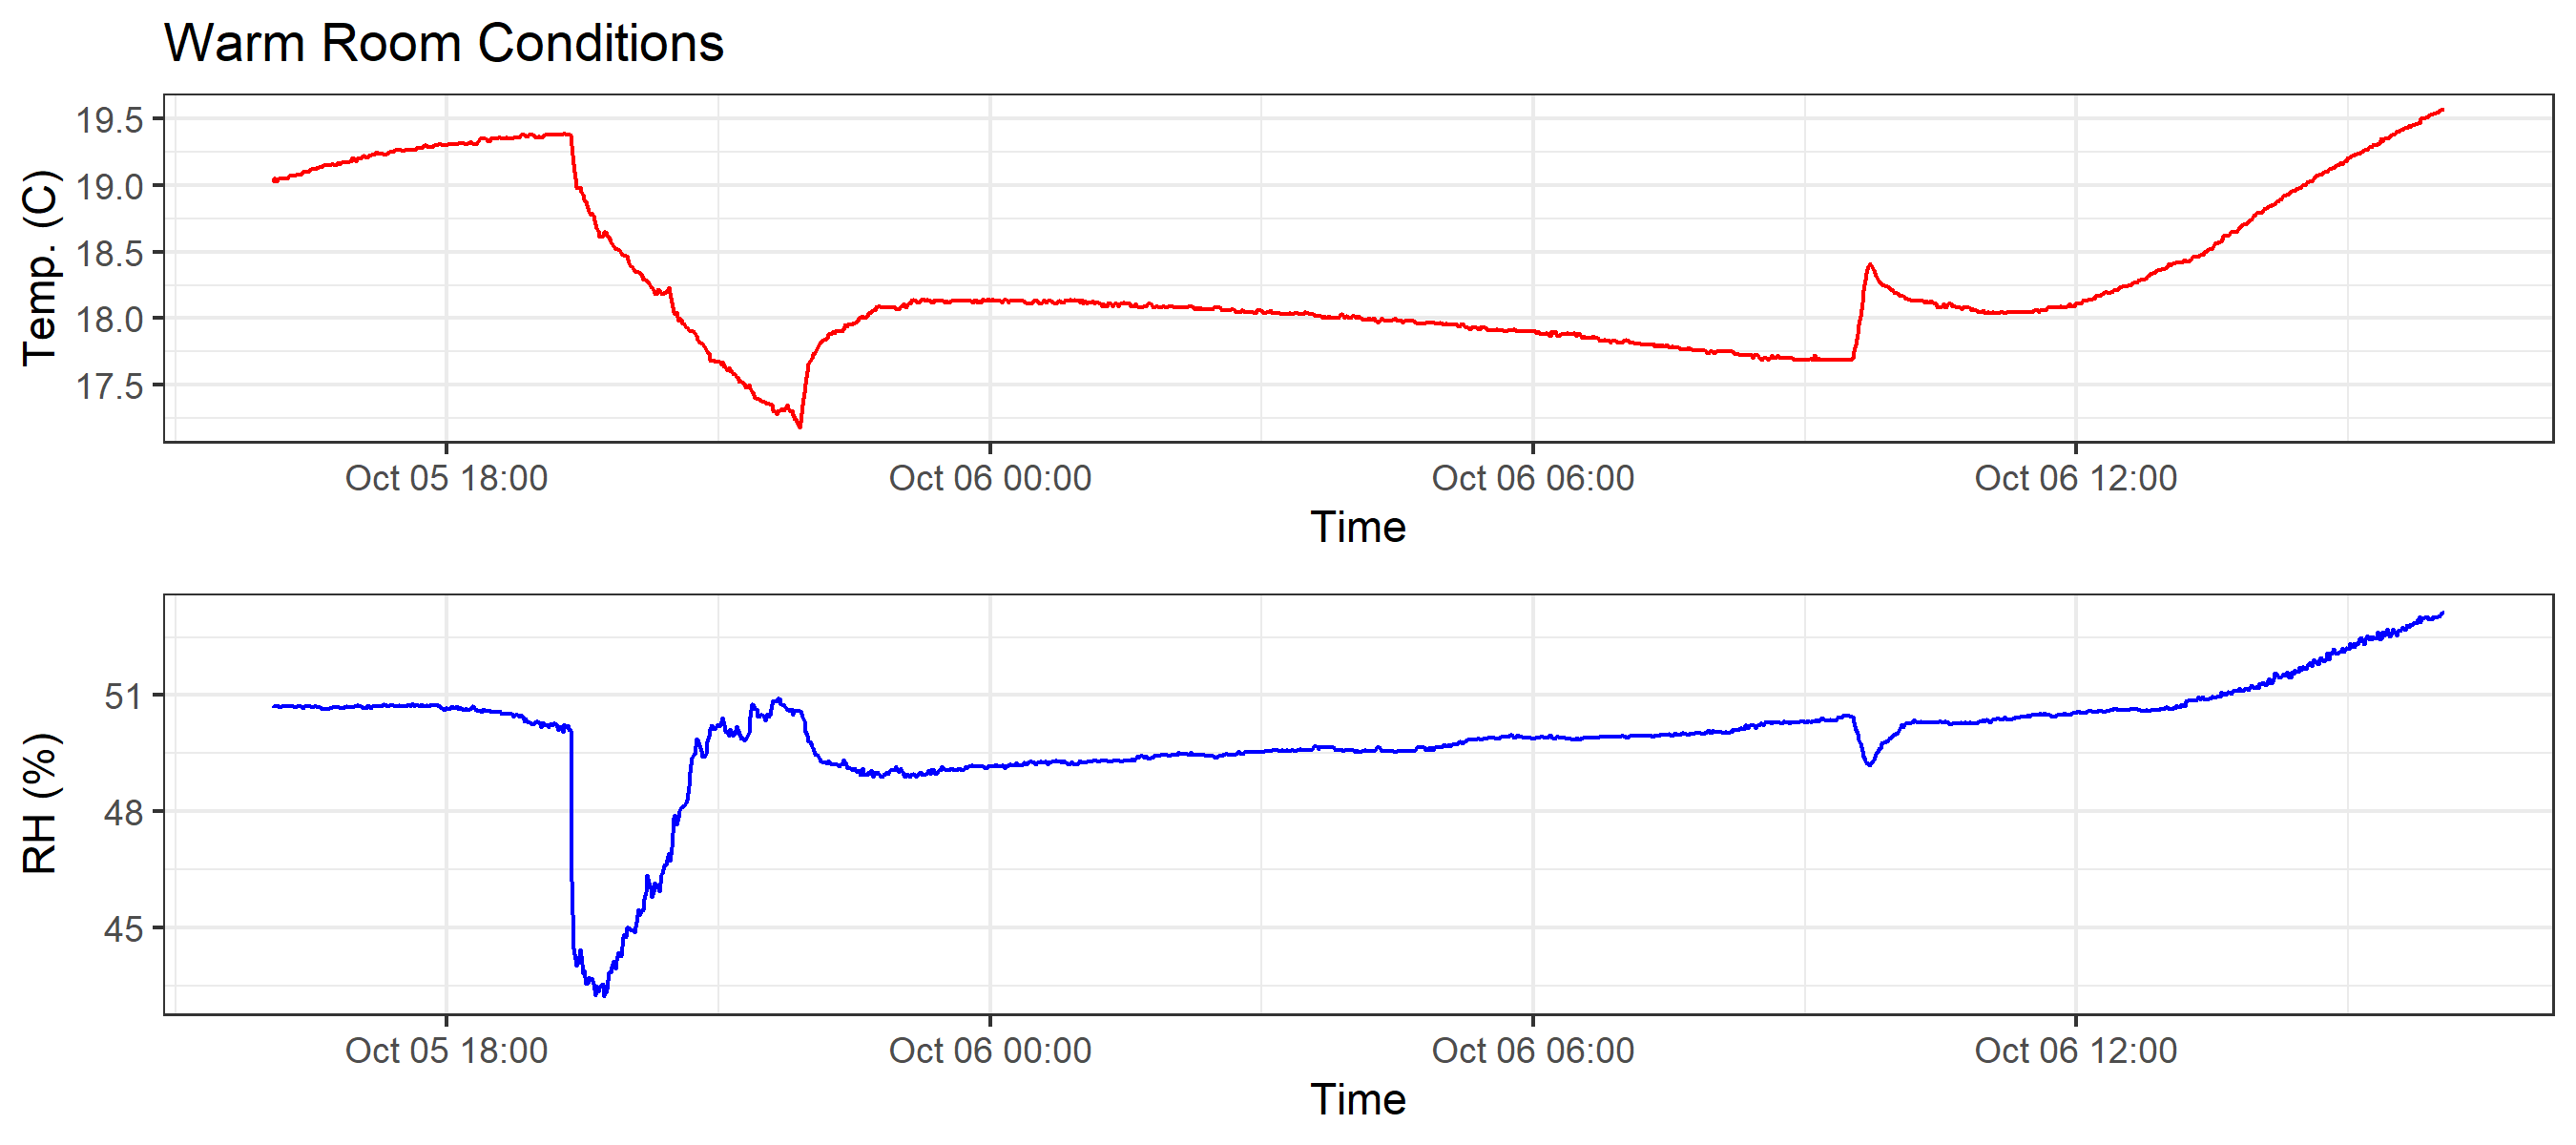 Warm Room Conditions
19.5
19.0
18.5
18.0
17.5
Temp. (C)
Oct 05 18:00 Oct 06 00:00 Oct 06 06:00 Oct 06 12:00
Time
51
48
45
RH (%)
Oct 05 18:00 Oct 06 00:00 Oct 06 06:00 Oct 06 12:00
Time